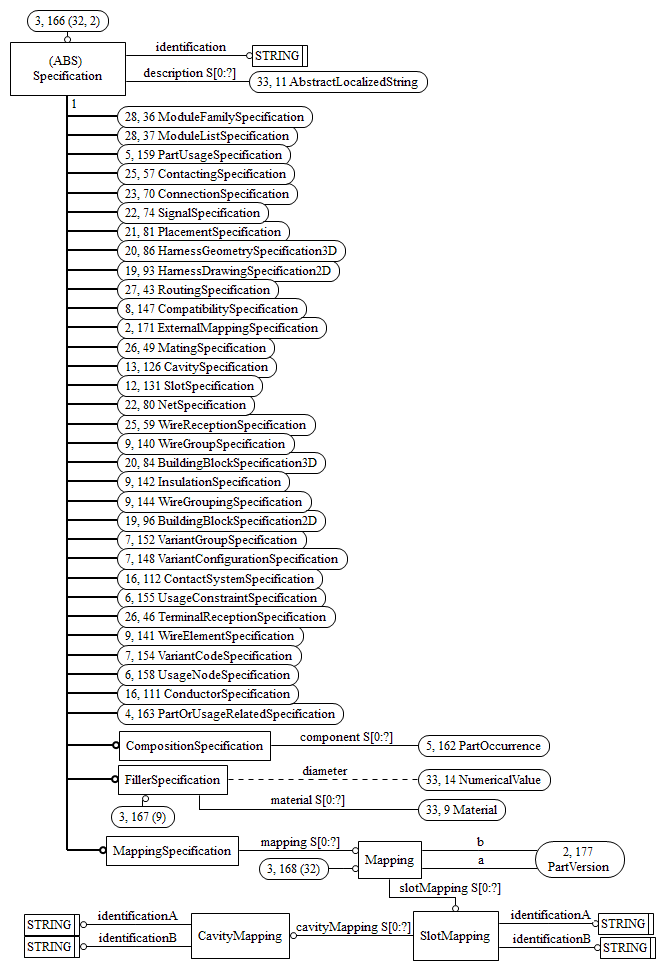 3, 166 (32, 2)
(ABS)
Specification
identification
STRING
description S[0:?]
33, 11 AbstractLocalizedString
1
28, 36 ModuleFamilySpecification
28, 37 ModuleListSpecification
5, 159 PartUsageSpecification
25, 57 ContactingSpecification
23, 70 ConnectionSpecification
22, 74 SignalSpecification
21, 81 PlacementSpecification
20, 86 HarnessGeometrySpecification3D
19, 93 HarnessDrawingSpecification2D
27, 43 RoutingSpecification
8, 147 CompatibilitySpecification
2, 171 ExternalMappingSpecification
26, 49 MatingSpecification
13, 126 CavitySpecification
12, 131 SlotSpecification
22, 80 NetSpecification
25, 59 WireReceptionSpecification
9, 140 WireGroupSpecification
20, 84 BuildingBlockSpecification3D
9, 142 InsulationSpecification
9, 144 WireGroupingSpecification
19, 96 BuildingBlockSpecification2D
7, 152 VariantGroupSpecification
7, 148 VariantConfigurationSpecification
16, 112 ContactSystemSpecification
6, 155 UsageConstraintSpecification
26, 46 TerminalReceptionSpecification
9, 141 WireElementSpecification
7, 154 VariantCodeSpecification
6, 158 UsageNodeSpecification
16, 111 ConductorSpecification
4, 163 PartOrUsageRelatedSpecification
CompositionSpecification
component S[0:?]
5, 162 PartOccurrence
FillerSpecification
diameter
33, 14 NumericalValue
material S[0:?]
33, 9 Material
3, 167 (9)
MappingSpecification
mapping S[0:?]
3, 168 (32)
Mapping
b
a
2, 177
PartVersion
slotMapping S[0:?]
STRING
identificationA
STRING
identificationB
CavityMapping
cavityMapping S[0:?]
SlotMapping
identificationA
STRING
identificationB
STRING